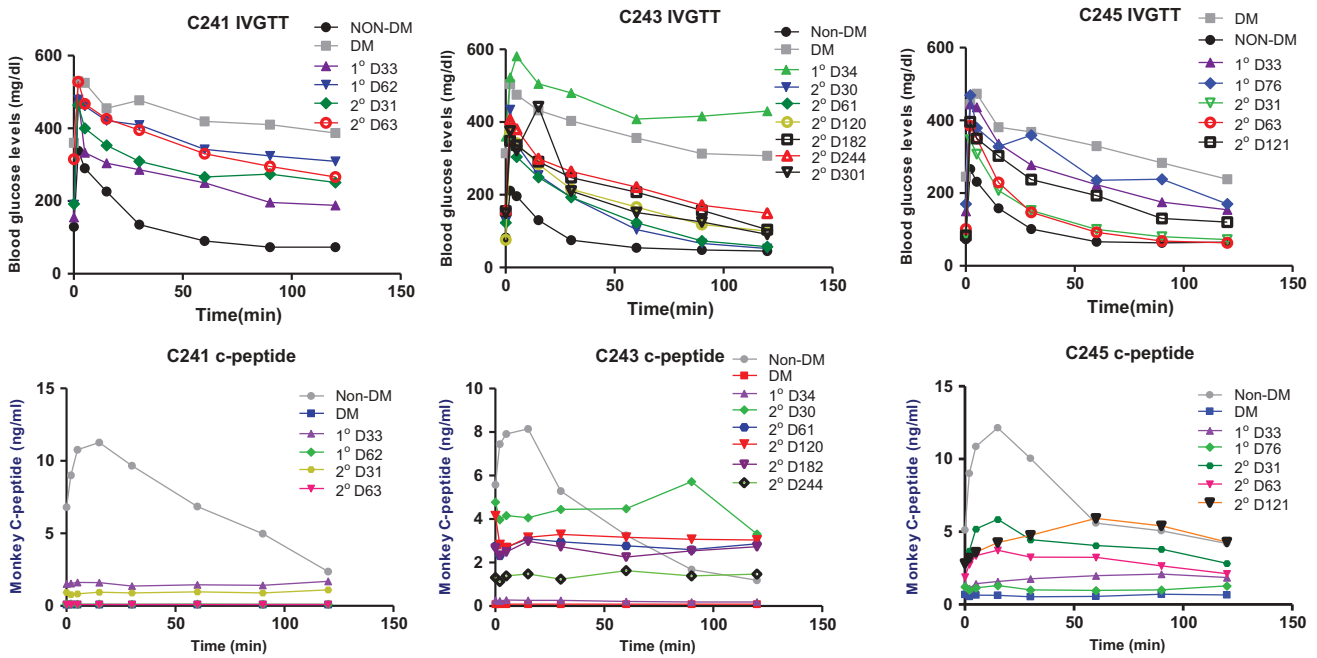 C241 IVGTT
NON-DM
DM
1° D33
1° D62
2° D31
2° D63
Blood glucose levels (mg/dl)
600
400
200
0
0
50
100
150
Time(min)
C243 IVGTT
Non-DM
DM
1° D34
2° D30
2° D61
2° D120
2° D182
2° D244
2° D301
Blood glucose levels (mg/dl)
600
400
200
0
0
50
100
150
Time(min)
C245 IVGTT
DM
NON-DM
1° D33
1° D76
2° D31
2° D63
2° D121
Blood glucose levels (mg/dl)
600
400
200
0
0
50
100
150
Time(min)
C241 c-peptide
Non-DM
DM
1° D33
1° D62
2° D31
2° D63
Monkey C-peptide (ng/ml)
15
10
5
0
0
50
100
150
Time (min)
C243 c-peptide
Non-DM
DM
1° D34
2° D30
2° D61
2° D120
2° D182
2° D244
Monkey C-peptide (ng/ml)
10
8
6
4
2
0
0
50
100
150
Time (min)
C245 c-peptide
Non-DM
DM
1° D33
1° D76
2° D31
2° D63
2° D121
Monkey C-peptide (ng/ml)
15
10
5
0
0
50
100
150
Time (min)